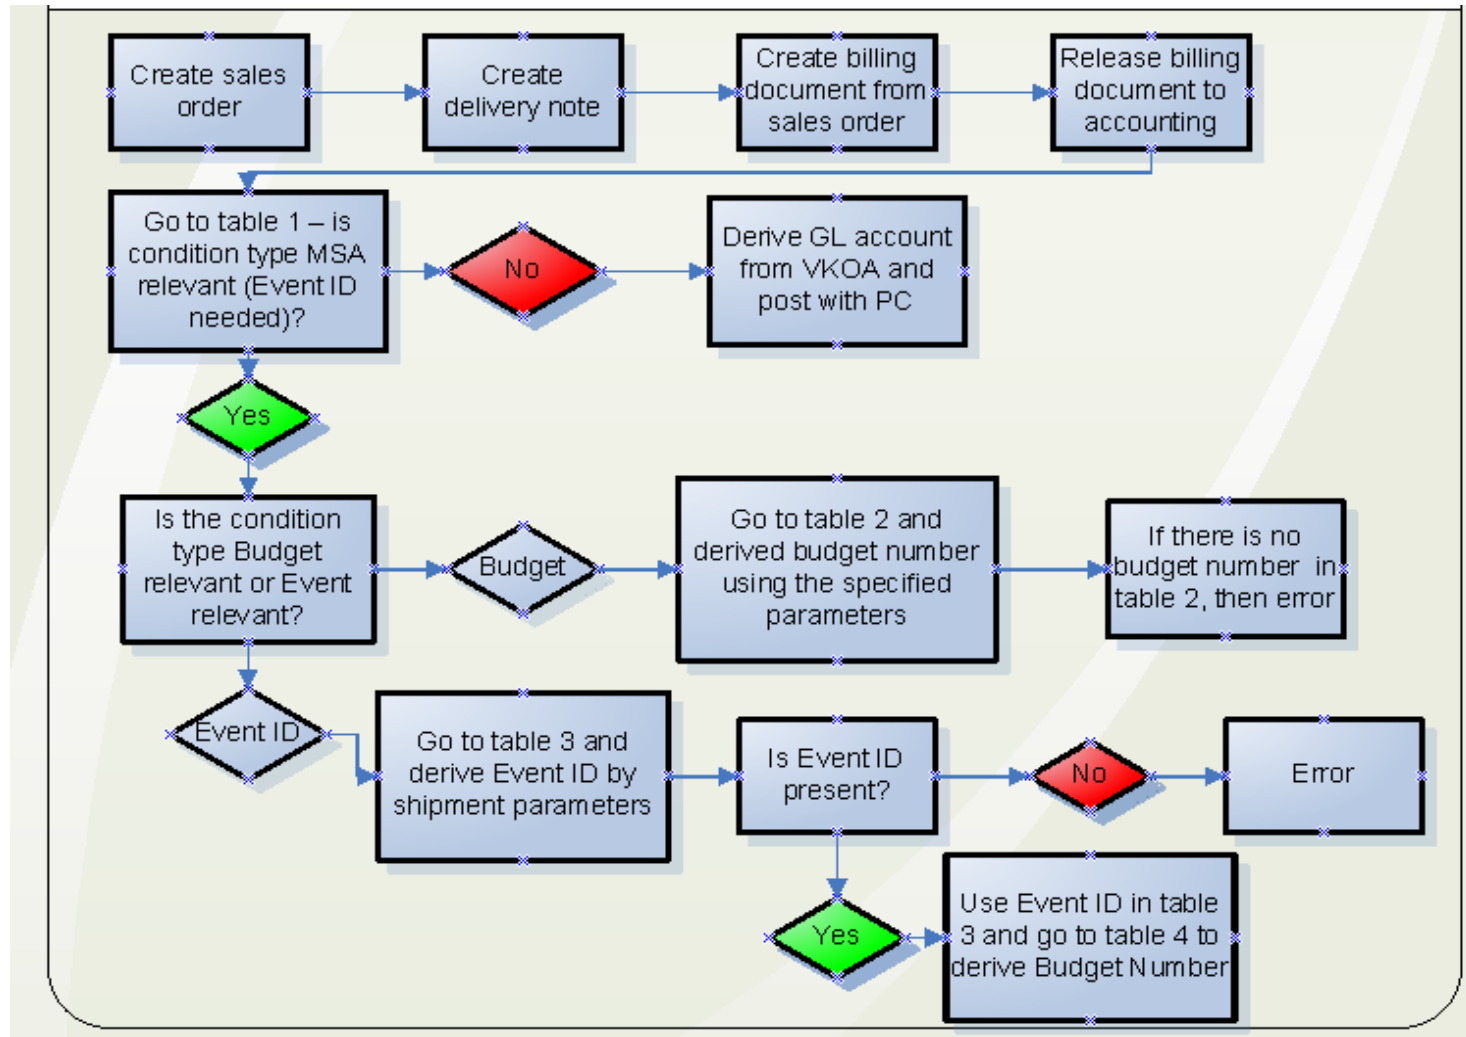 Create sales
order
Create
delivery note
Create billing
document from
sales order
Release billing
document to
accounting
Go to table 1 – is
condition type MSA
relevant (Event ID
needed)?
No
Derive GL account
from VKOA and
post with PC
Yes
Is the condition
type Budget
relevant or Event
relevant?
Budget
Go to table 2 and
derived budget number
using the specified
parameters
If there is no
budget number in
table 2, then error
Event ID
Go to table 3 and
derive Event ID by
shipment parameters
Is Event ID
present?
No
Error
Yes
Use Event ID in table
3 and go to table 4 to
derive Budget Number